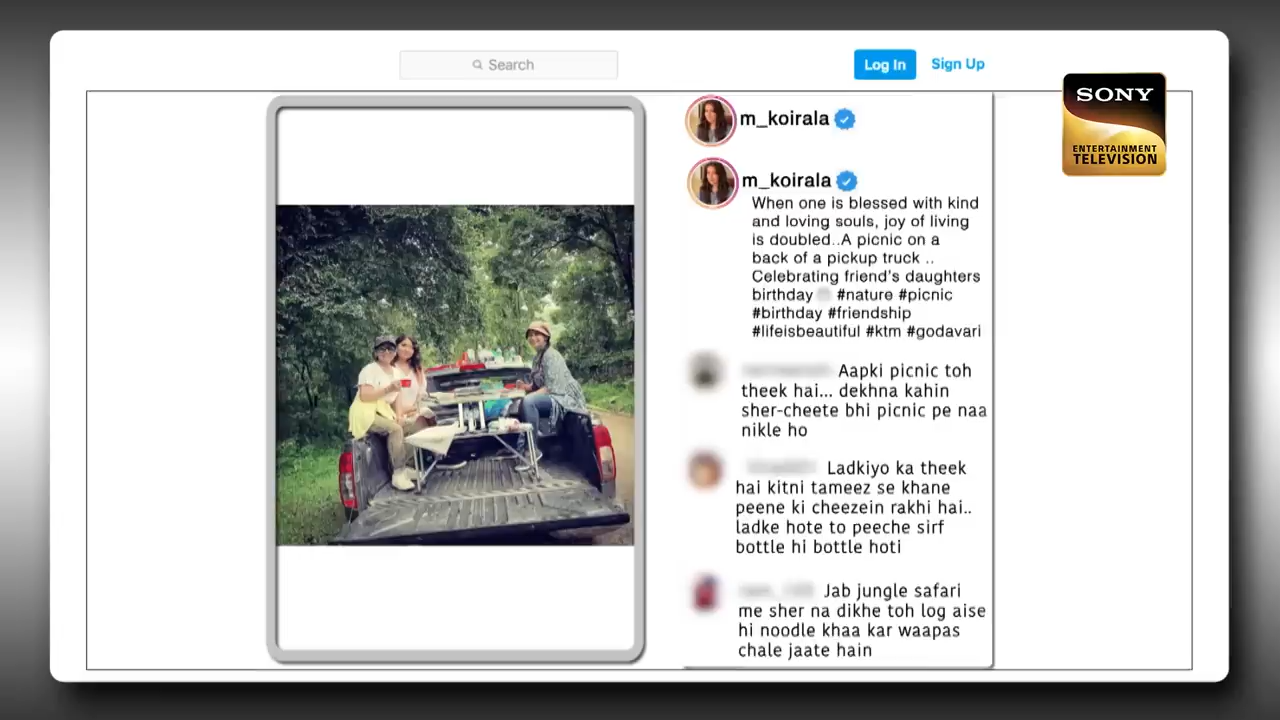 Search
Log In
Sign Up
SONY
ENTERTAINMENT
TELEVISION
m_koirala
m_koirala
When one is blessed with kind
and loving souls, joy of living
is doubled..A picnic on a
back of a pickup truck ..
Celebrating friend's daughters
birthday #nature #picnic
#birthday #friendship
#lifeisbeautiful #ktm #godavari
Aapki picnic toh
theek hai... dekhna kahin
sher-cheete bhi picnic pe naa
nikle ho
Ladkiyo ka theek
hai kitni tameez se khane
peene ki cheezein rakhi hai..
ladke hote to peeche sirf
bottle hi bottle hoti
Jab jungle safari
me sher na dikhe toh log aise
hi noodle khaa kar waapas
chale jaate hain